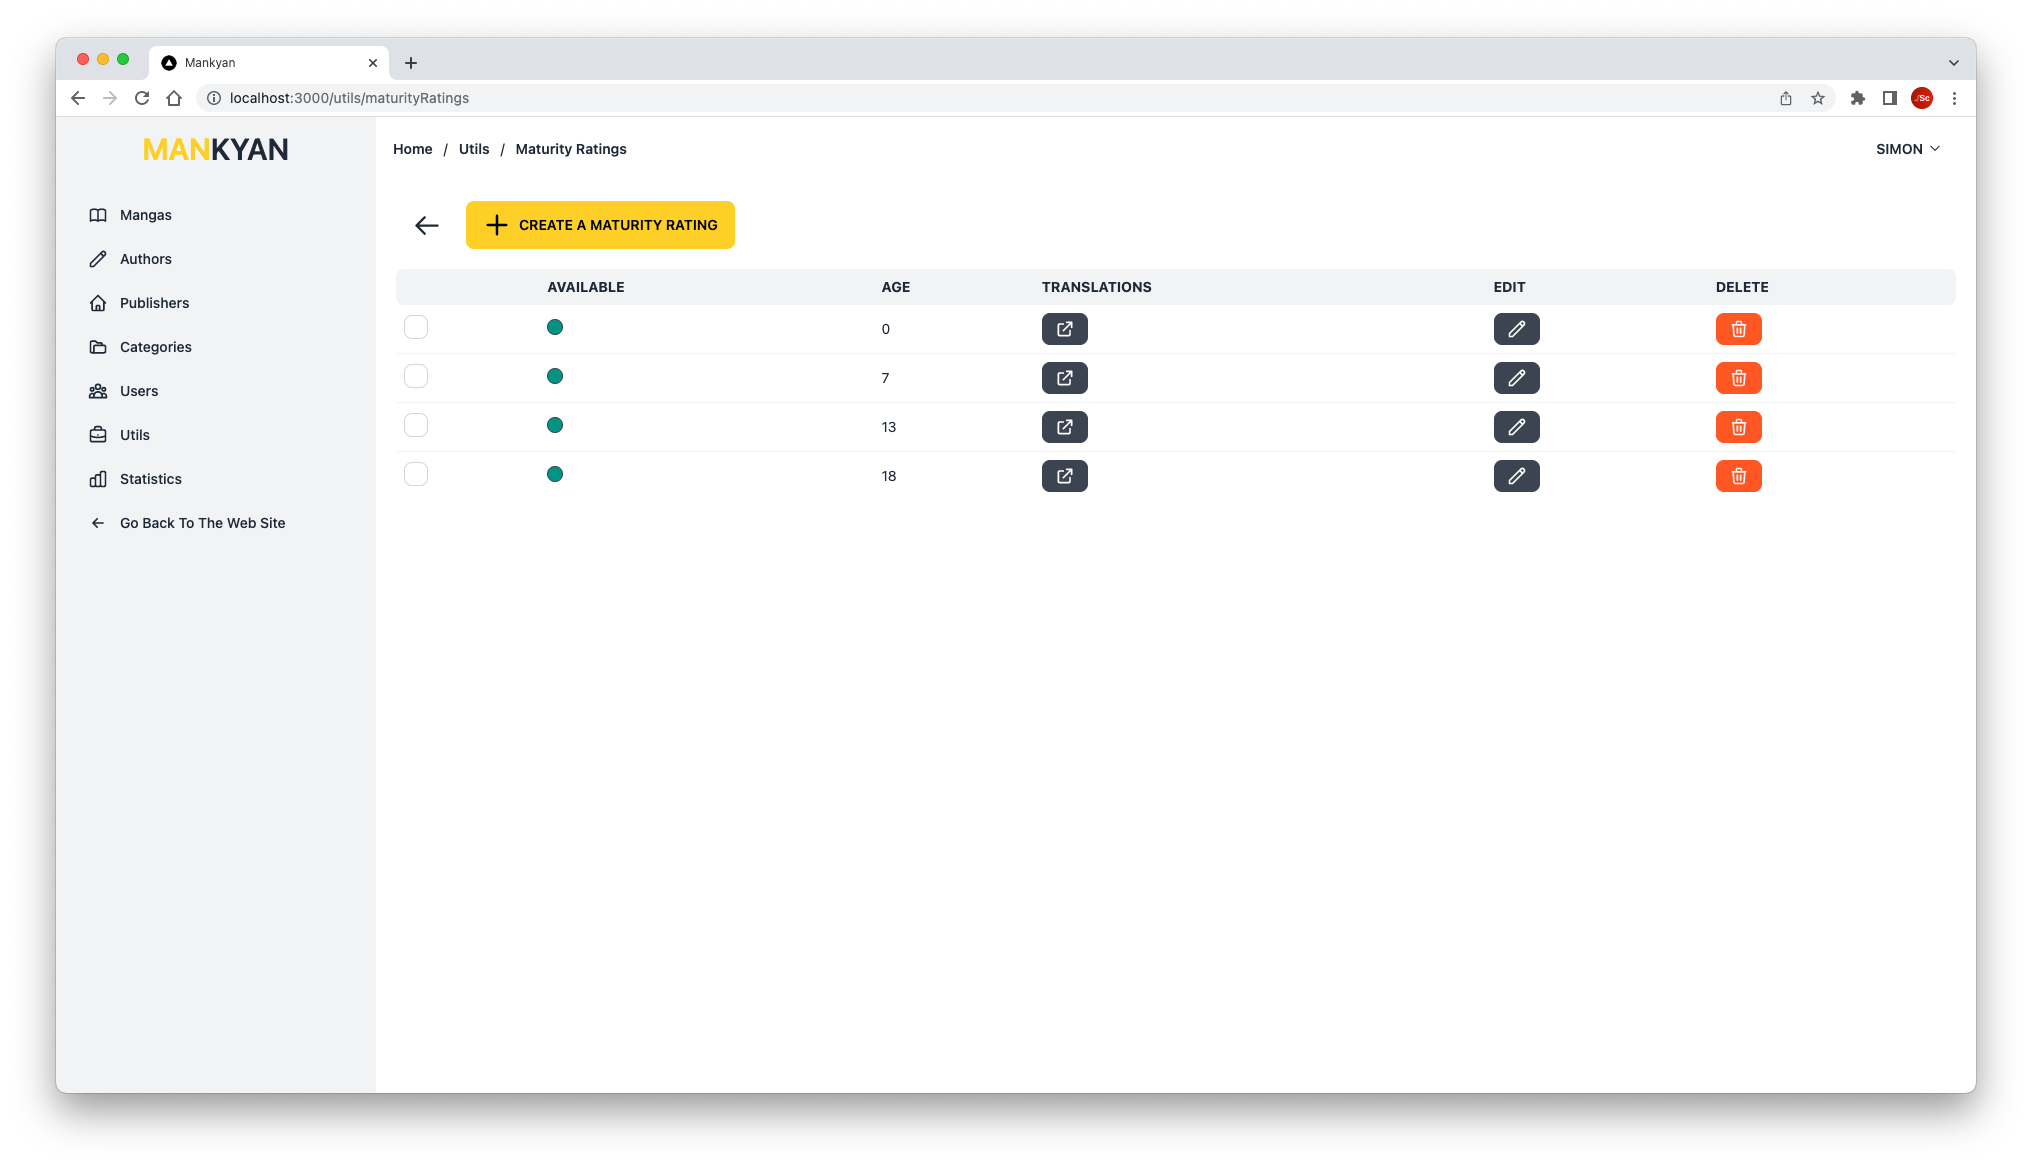 Mankyan
localhost:3000/utils/maturityRatings
MANKYAN
Home / Utils / Maturity Ratings
SIMON
Mangas
Authors
Publishers
Categories
Users
Utils
Statistics
Go Back To The Web Site
CREATE A MATURITY RATING
AVAILABLE AGE TRANSLATIONS EDIT DELETE
0
7
13
18